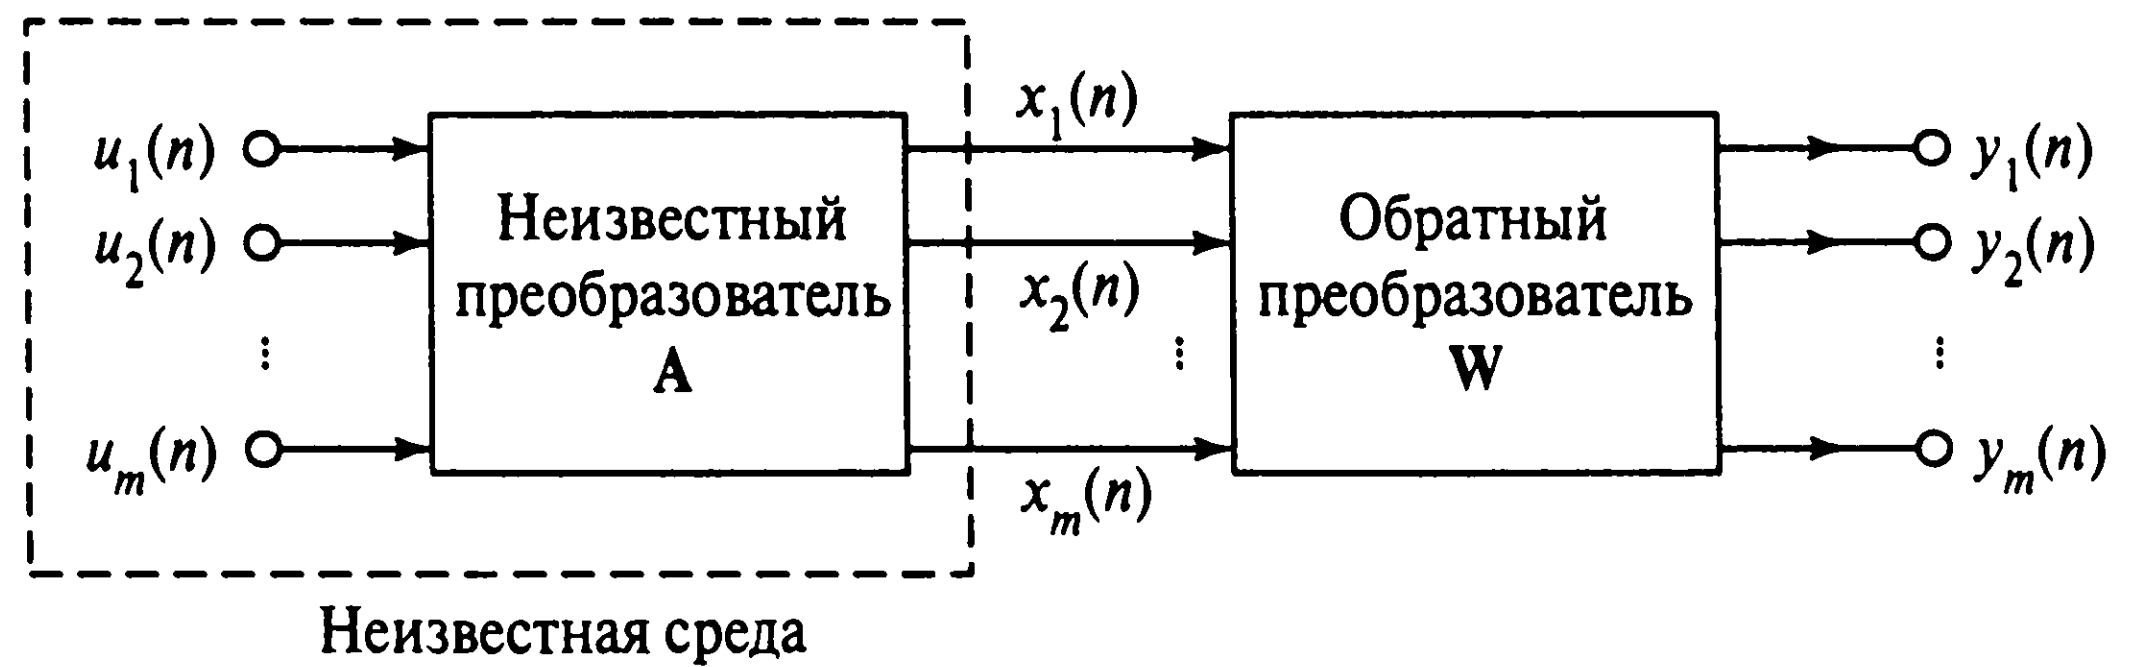 u₁(n)
u₂(n)
⋮
uₘ(n)
Неизвестный
преобразователь
A
Неизвестная среда
x₁(n)
x₂(n)
⋮
xₘ(n)
Обратный
преобразователь
W
y₁(n)
y₂(n)
⋮
yₘ(n)